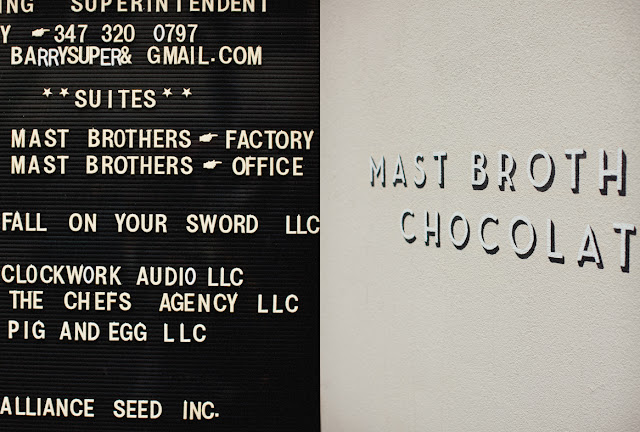 ING SUPERINTENDENT
Y ☛ 347 320 0797
BARRYSUPER& GMAIL.COM
**SUITES**
MAST BROTHERS ☛ FACTORY
MAST BROTHERS ☛ OFFICE
FALL ON YOUR SWORD LLC
CLOCKWORK AUDIO LLC
THE CHEFS AGENCY LLC
PIG AND EGG LLC
ALLIANCE SEED INC.
MAST BROTH
CHOCOLAT